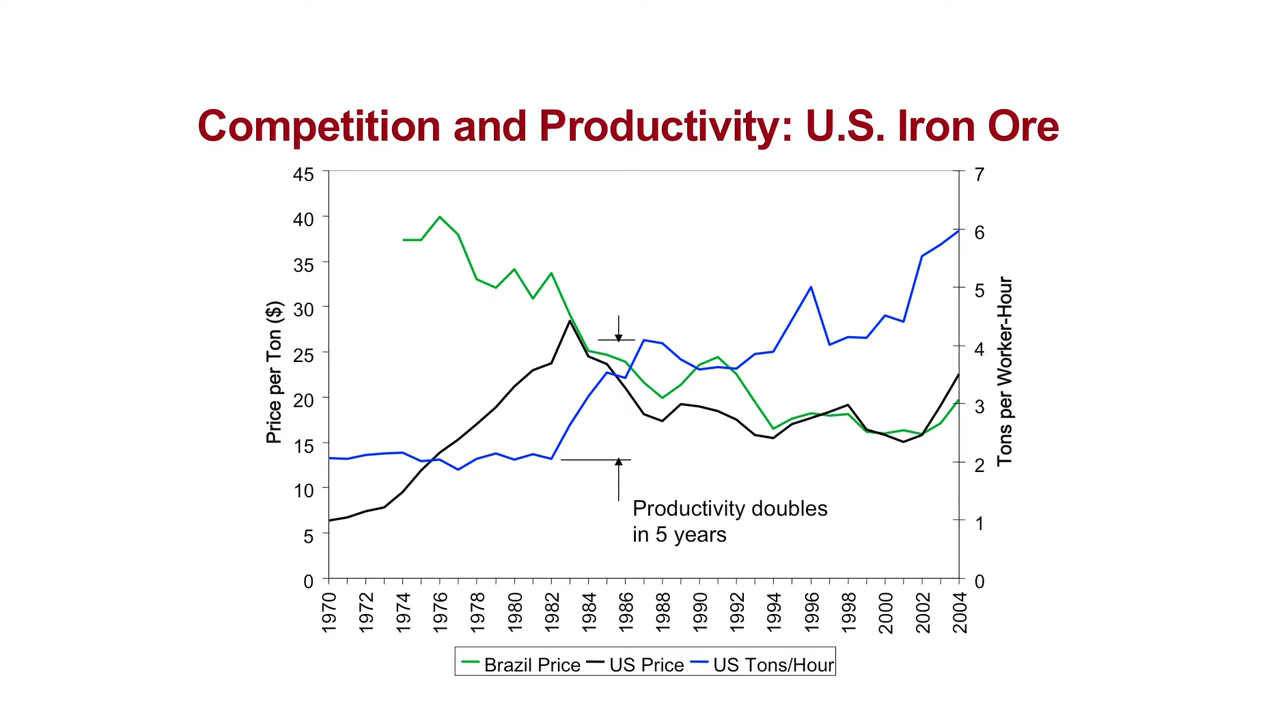 Competition and Productivity: U.S. Iron Ore
Price per Ton ($)
45
40
35
30
25
20
15
10
5
0
7
6
5
4
3
2
1
0
Tons per Worker-Hour
Productivity doubles
in 5 years
1970 1972 1974 1976 1978 1980 1982 1984 1986 1988 1990 1992 1994 1996 1998 2000 2002 2004
Brazil Price US Price US Tons/Hour